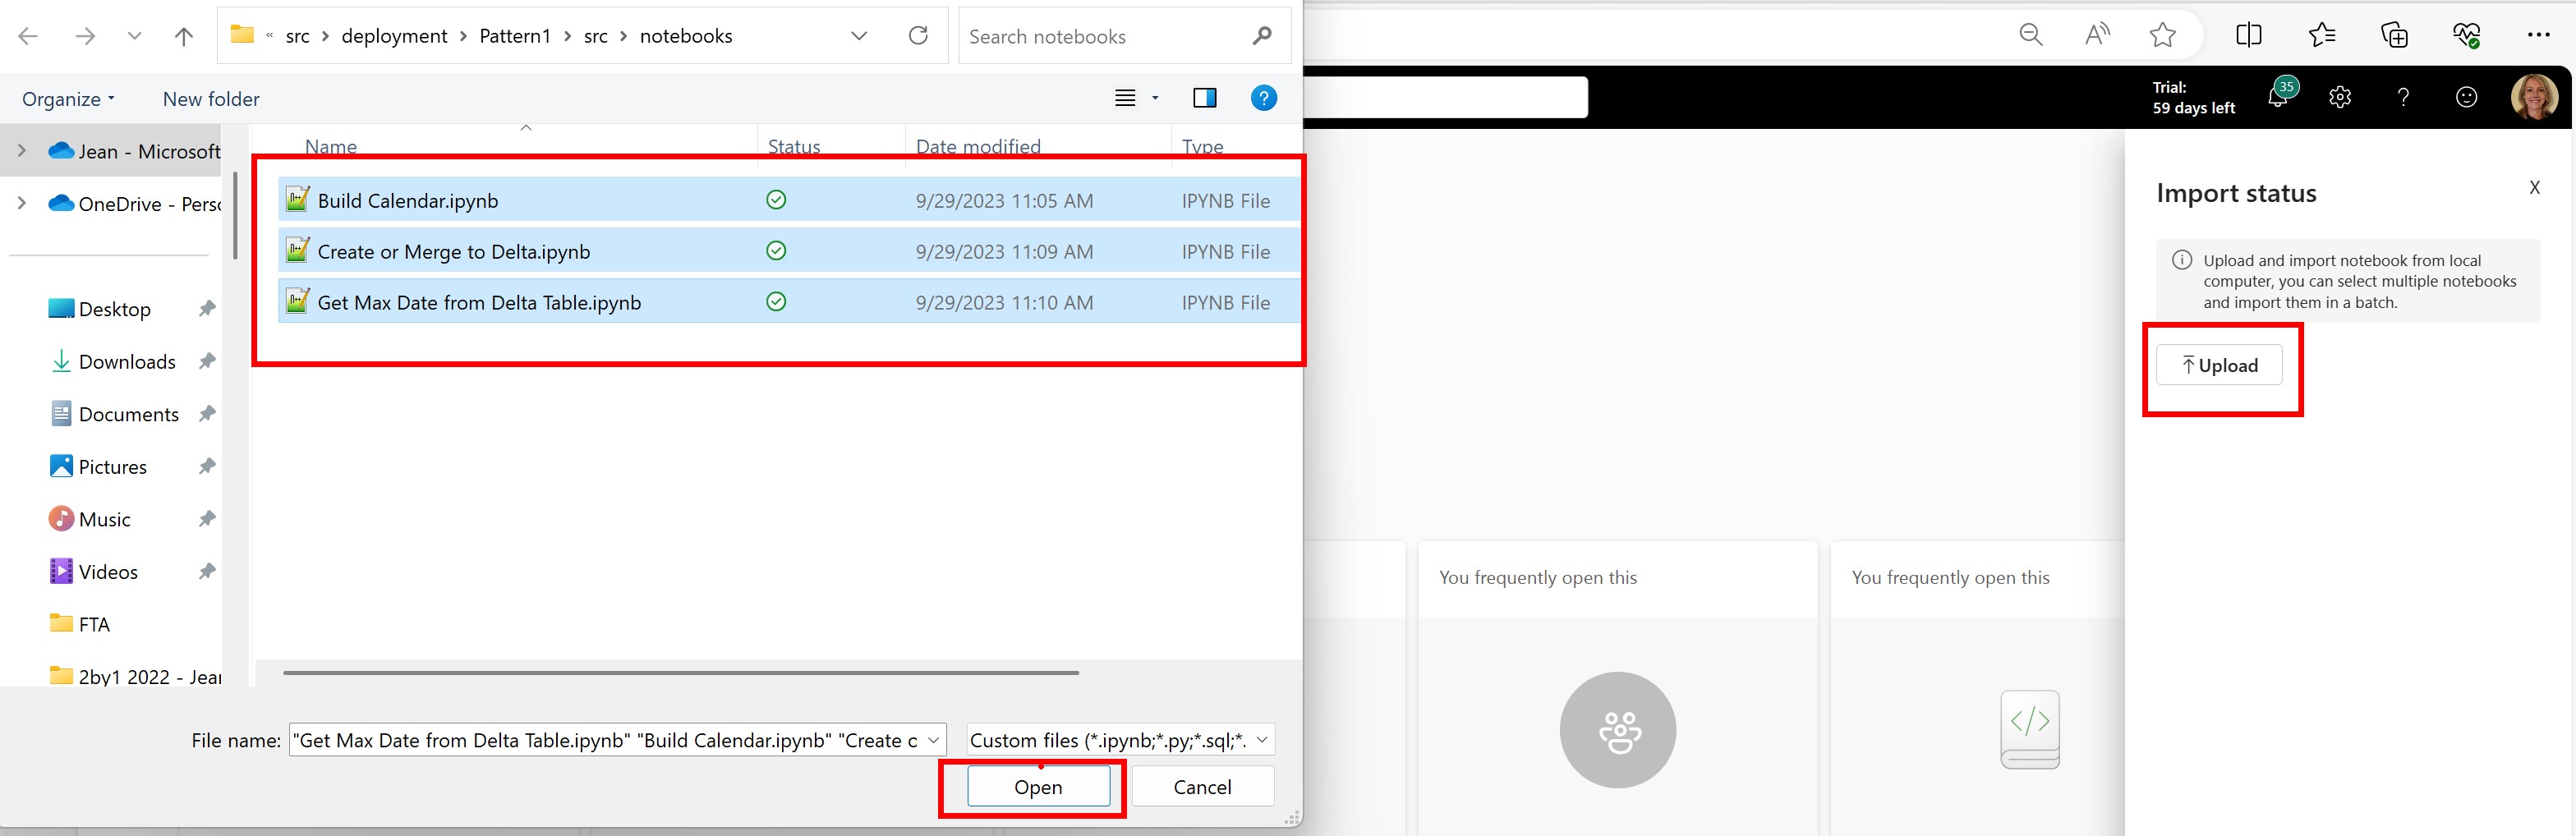 « src > deployment > Pattern1 > src > notebooks
Search notebooks
Organize
New folder
Name
Status
Date modified
Type
Jean - Microsoft
OneDrive - Perso
Desktop
Downloads
Documents
Pictures
Music
Videos
FTA
2by1 2022 - Jean
Build Calendar.ipynb 9/29/2023 11:05 AM IPYNB File
Create or Merge to Delta.ipynb 9/29/2023 11:09 AM IPYNB File
Get Max Date from Delta Table.ipynb 9/29/2023 11:10 AM IPYNB File
File name: "Get Max Date from Delta Table.ipynb" "Build Calendar.ipynb" "Create o
Custom files (*.ipynb;*.py;*.sql;*.
Open
Cancel
Trial:
59 days left
35
Import status
X
Upload and import notebook from local
computer, you can select multiple notebooks
and import them in a batch.
Upload
You frequently open this
You frequently open this